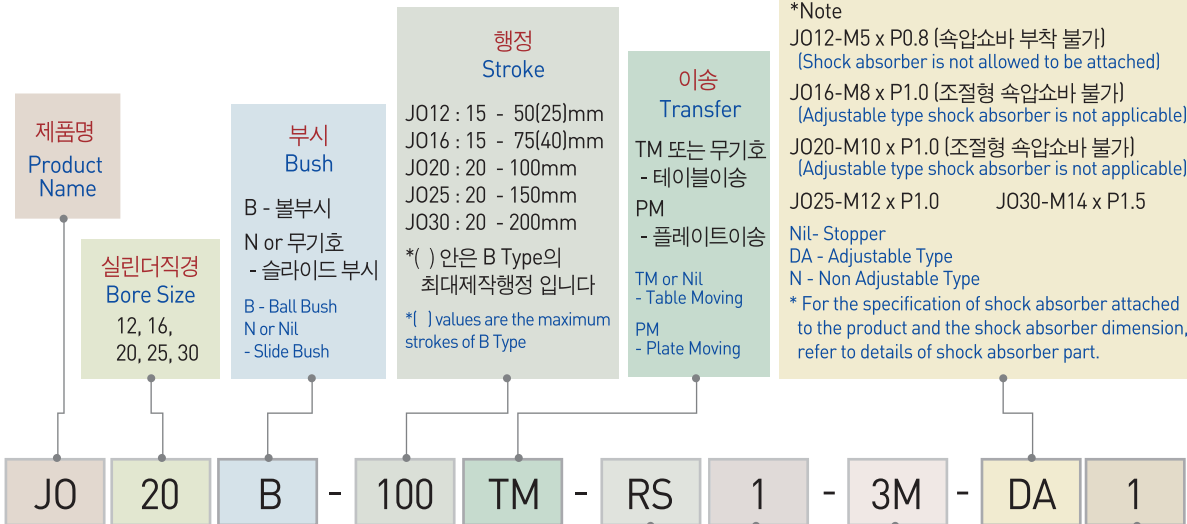 제품명
Product
Name
실린더직경
Bore Size
12, 16,
20, 25, 30
부시
Bush
B - 볼부시
N or 무기호
- 슬라이드 부시
B - Ball Bush
N or Nil
- Slide Bush
행정
Stroke
JO12 : 15 - 50(25)mm
JO16 : 15 - 75(40)mm
JO20 : 20 - 100mm
JO25 : 20 - 150mm
JO30 : 20 - 200mm
*( ) 안은 B Type의
최대제작행정 입니다
*( ) values are the maximum
strokes of B Type
이송
Transfer
TM 또는 무기호
- 테이블이송
PM
- 플레이트이송
TM or Nil
- Table Moving
PM
- Plate Moving
*Note
JO12-M5 x P0.8 (쇽압쇼바 부착 불가)
(Shock absorber is not allowed to be attached)
JO16-M8 x P1.0 (조절형 쇽압쇼바 불가)
(Adjustable type shock absorber is not applicable)
JO20-M10 x P1.0 (조절형 쇽압쇼바 불가)
(Adjustable type shock absorber is not applicable)
JO25-M12 x P1.0 JO30-M14 x P1.5
Nil- Stopper
DA - Adjustable Type
N - Non Adjustable Type
* For the specification of shock absorber attached
to the product and the shock absorber dimension,
refer to details of shock absorber part.
JO 20 B - 100 TM - RS 1 - 3M - DA 1